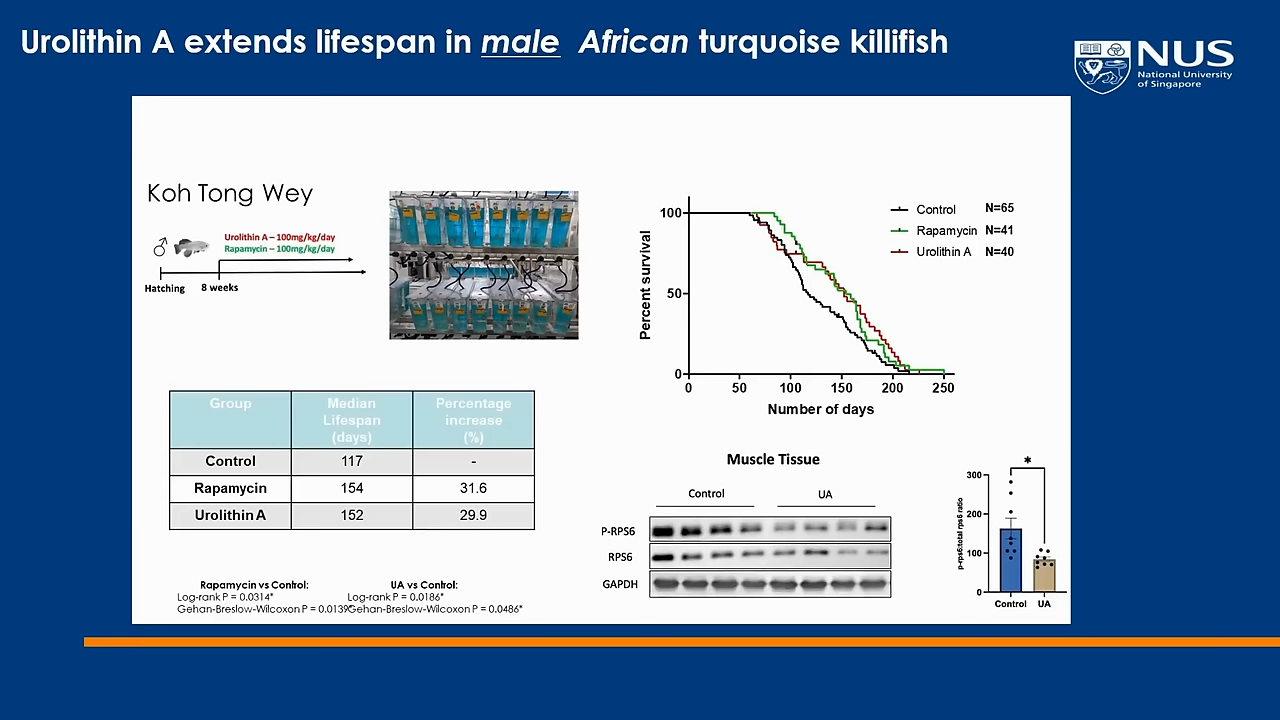 Urolithin A extends lifespan in male African turquoise killifish
NUS
National University
of Singapore
Koh Tong Wey
Urolithin A – 100mg/kg/day
Rapamycin – 100mg/kg/day
Hatching
8 weeks
Group
Median
Lifespan
(days)
Percentage
increase
(%)
Control 117 -
Rapamycin 154 31.6
Urolithin A 152 29.9
Rapamycin vs Control:
Log-rank P = 0.0314*
Gehan-Breslow-Wilcoxon P = 0.0139*
UA vs Control:
Log-rank P = 0.0186*
Gehan-Breslow-Wilcoxon P = 0.0486*
Percent survival
100
50
0
0 50 100 150 200 250
Number of days
Control N=65
Rapamycin N=41
Urolithin A N=40
Muscle Tissue
Control UA
P-RPS6
RPS6
GAPDH
p-rps6:total rps6 ratio
300
200
100
0
*
Control UA